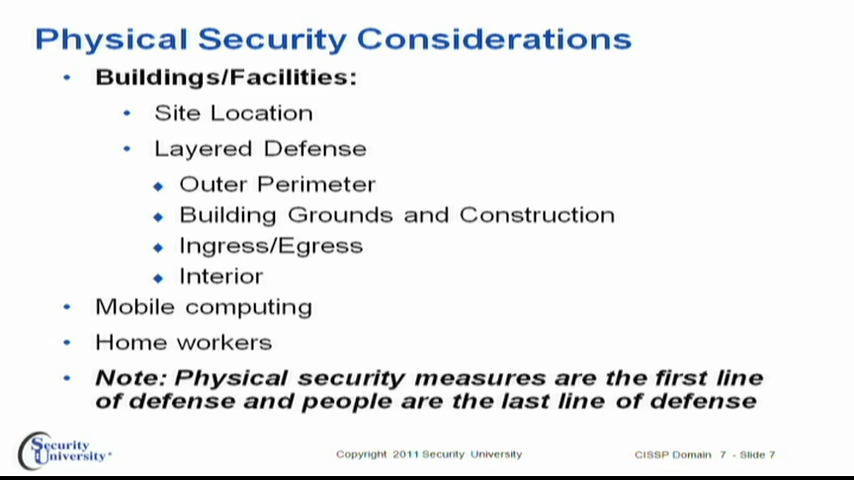 Physical Security Considerations
• Buildings/Facilities:
• Site Location
• Layered Defense
◆ Outer Perimeter
◆ Building Grounds and Construction
◆ Ingress/Egress
◆ Interior
• Mobile computing
• Home workers
• Note: Physical security measures are the first line
of defense and people are the last line of defense
Security
University
Copyright 2011 Security University
CISSP Domain 7 - Slide 7